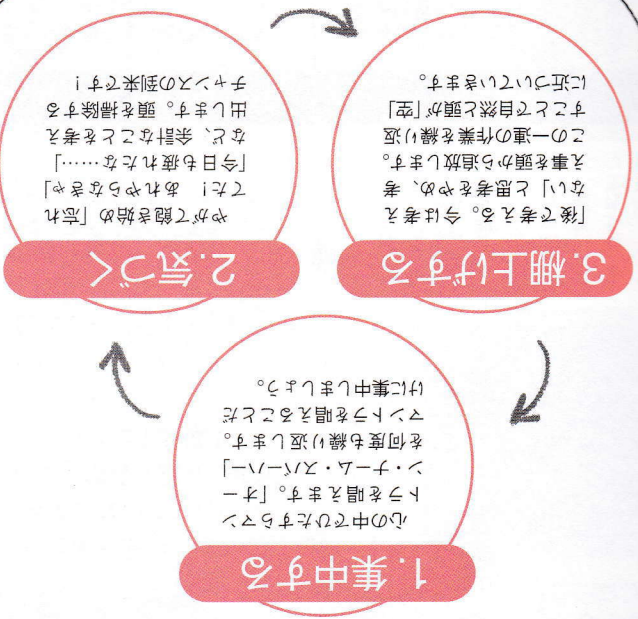 1.集中する
心の中でひたすらマン
トラを唱えます。「オー
ン・ナーム・スバーハー」
を何度も繰り返します。
マントラを唱えることだ
けに集中しましょう。
2.気づく
やがて飽き始め「忘れ
てた！ あれやらなきゃ」
「今日も疲れたな……」
など、余計なことを考え
出します。頭を掃除する
チャンスの到来です！
3.棚上げする
「後で考える。今は考え
ない」と思考をやめ、考
え事を頭から追放します。
この一連の作業を繰り返
すことで自然と頭が「空」
に近づいていきます。